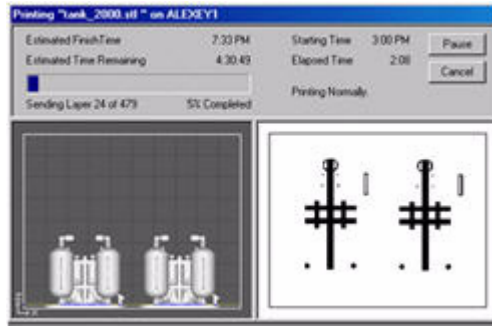 Printing "tank_2000.stl" on ALEXEY1
Estimated FinishTime 7:33 PM Starting Time 3:00 PM Pause
Estimated Time Remaining 4:30:49 Elapsed Time 2:08 Cancel
Printing Normally.
Sending Layer 24 of 479 5% Completed